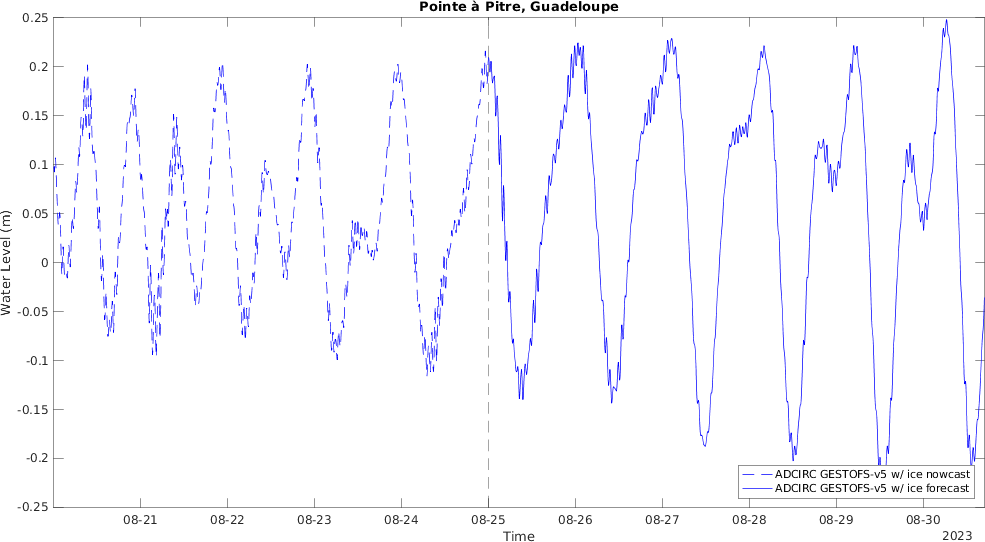 Pointe à Pitre, Guadeloupe
0.25
0.2
0.15
0.1
0.05
0
-0.05
-0.1
-0.15
-0.2
-0.25
Water Level (m)
ADCIRC GESTOFS-v5 w/ ice nowcast
ADCIRC GESTOFS-v5 w/ ice forecast
08-21 08-22 08-23 08-24 08-25 08-26 08-27 08-28 08-29 08-30
Time
2023